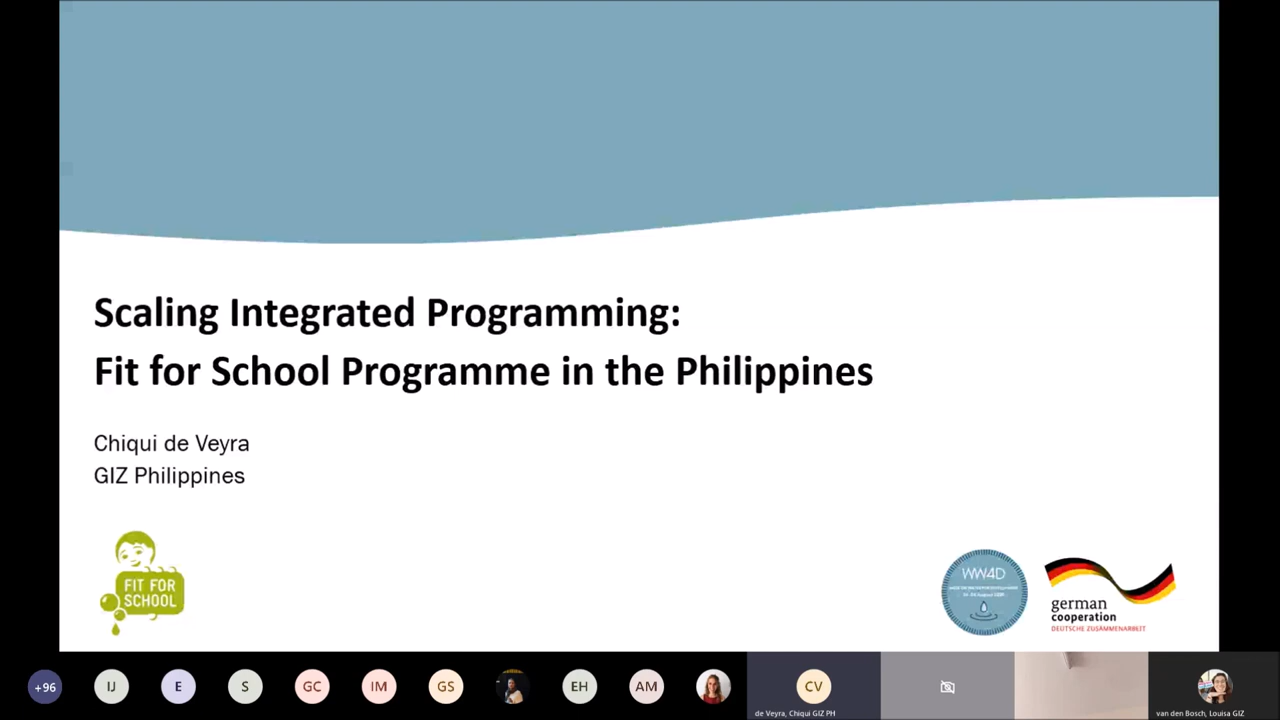 Scaling Integrated Programming:
Fit for School Programme in the Philippines
Chiqui de Veyra
GIZ Philippines
FIT FOR
SCHOOL
WW4D
german
cooperation
DEUTSCHE ZUSAMMENARBEIT
+96
IJ
E
S
GC
IM
GS
EH
AM
CV
de Veyra, Chiqui GIZ PH
van den Bosch, Louisa GIZ